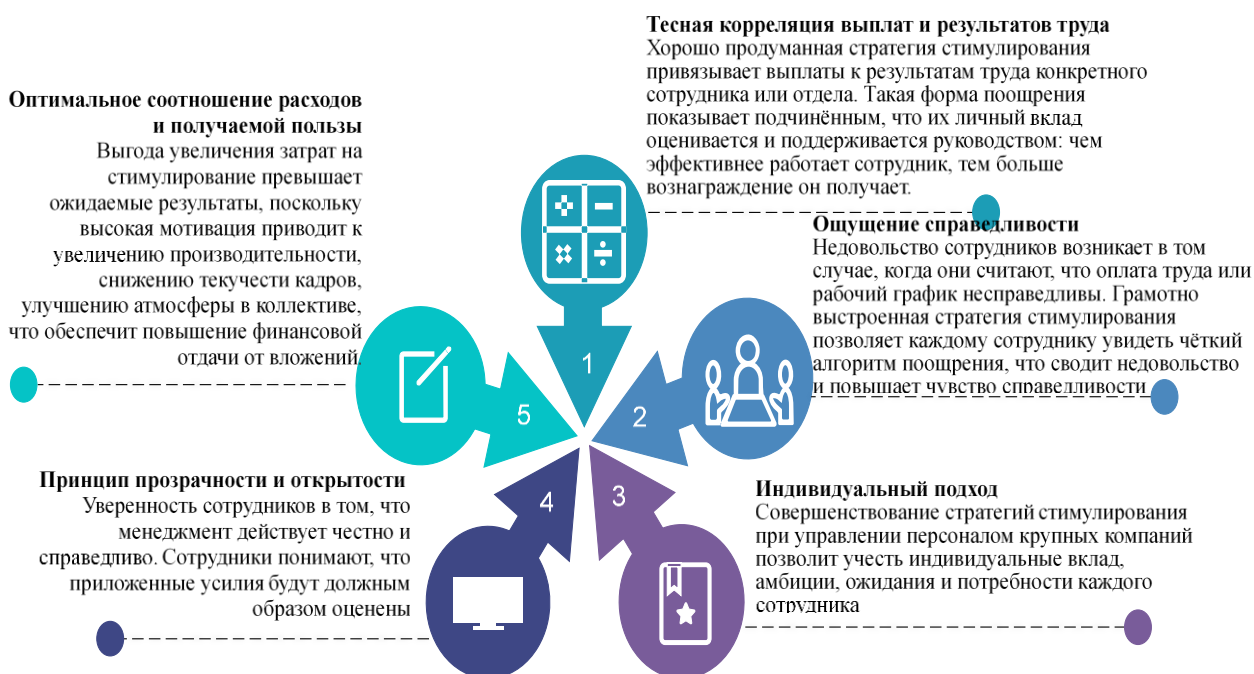 Тесная корреляция выплат и результатов труда
Хорошо продуманная стратегия стимулирования
привязывает выплаты к результатам труда конкретного
сотрудника или отдела. Такая форма поощрения
показывает подчинённым, что их личный вклад
оценивается и поддерживается руководством: чем
эффективнее работает сотрудник, тем больше
вознаграждение он получает.
1
Ощущение справедливости
Недовольство сотрудников возникает в том
случае, когда они считают, что оплата труда или
рабочий график несправедливы. Грамотно
выстроенная стратегия стимулирования
позволяет каждому сотруднику увидеть чёткий
алгоритм поощрения, что сводит недовольство
и повышает чувство справедливости
2
Индивидуальный подход
Совершенствование стратегий стимулирования
при управлении персоналом крупных компаний
позволит учесть индивидуальные вклад,
амбиции, ожидания и потребности каждого
сотрудника
3
Принцип прозрачности и открытости
Уверенность сотрудников в том, что
менеджмент действует честно и
справедливо. Сотрудники понимают, что
приложенные усилия будут должным
образом оценены
4
Оптимальное соотношение расходов
и получаемой пользы
Выгода увеличения затрат на
стимулирование превышает
ожидаемые результаты, поскольку
высокая мотивация приводит к
увеличению производительности,
снижению текучести кадров,
улучшению атмосферы в коллективе,
что обеспечит повышение финансовой
отдачи от вложений.
5